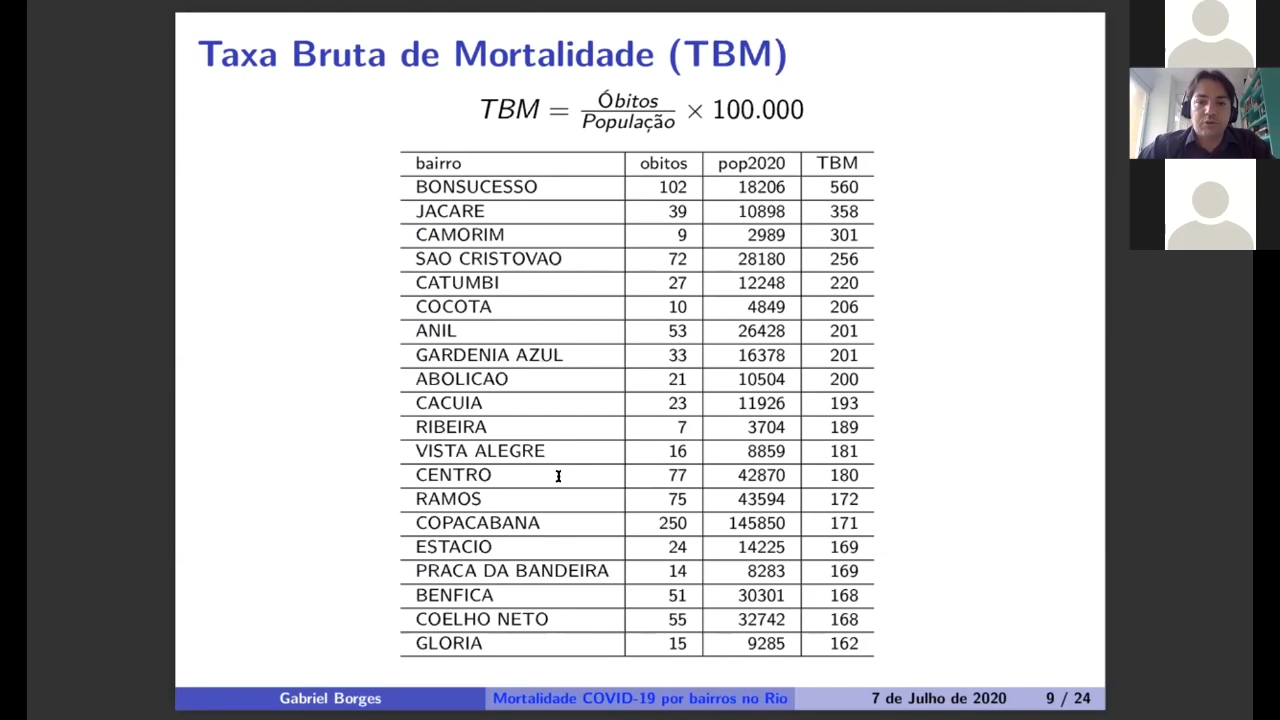 Taxa Bruta de Mortalidade (TBM)
TBM = Óbitos / População × 100.000
bairro obitos pop2020 TBM
BONSUCESSO 102 18206 560
JACARE 39 10898 358
CAMORIM 9 2989 301
SAO CRISTOVAO 72 28180 256
CATUMBI 27 12248 220
COCOTA 10 4849 206
ANIL 53 26428 201
GARDENIA AZUL 33 16378 201
ABOLICAO 21 10504 200
CACUIA 23 11926 193
RIBEIRA 7 3704 189
VISTA ALEGRE 16 8859 181
CENTRO 77 42870 180
RAMOS 75 43594 172
COPACABANA 250 145850 171
ESTACIO 24 14225 169
PRACA DA BANDEIRA 14 8283 169
BENFICA 51 30301 168
COELHO NETO 55 32742 168
GLORIA 15 9285 162
Gabriel Borges Mortalidade COVID-19 por bairros no Rio 7 de Julho de 2020 9 / 24